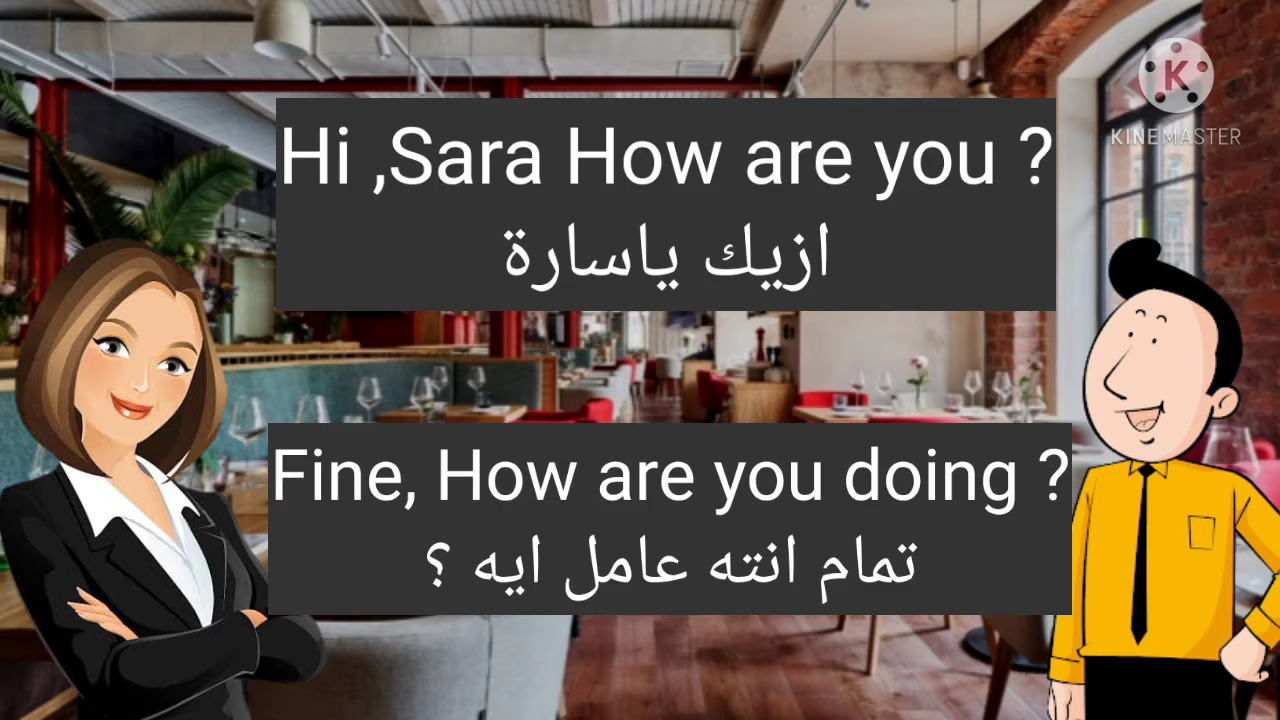 K
KINEMASTER
Hi ,Sara How are you ?
ازيك ياسارة
Fine, How are you doing ?
تمام انته عامل ايه ؟